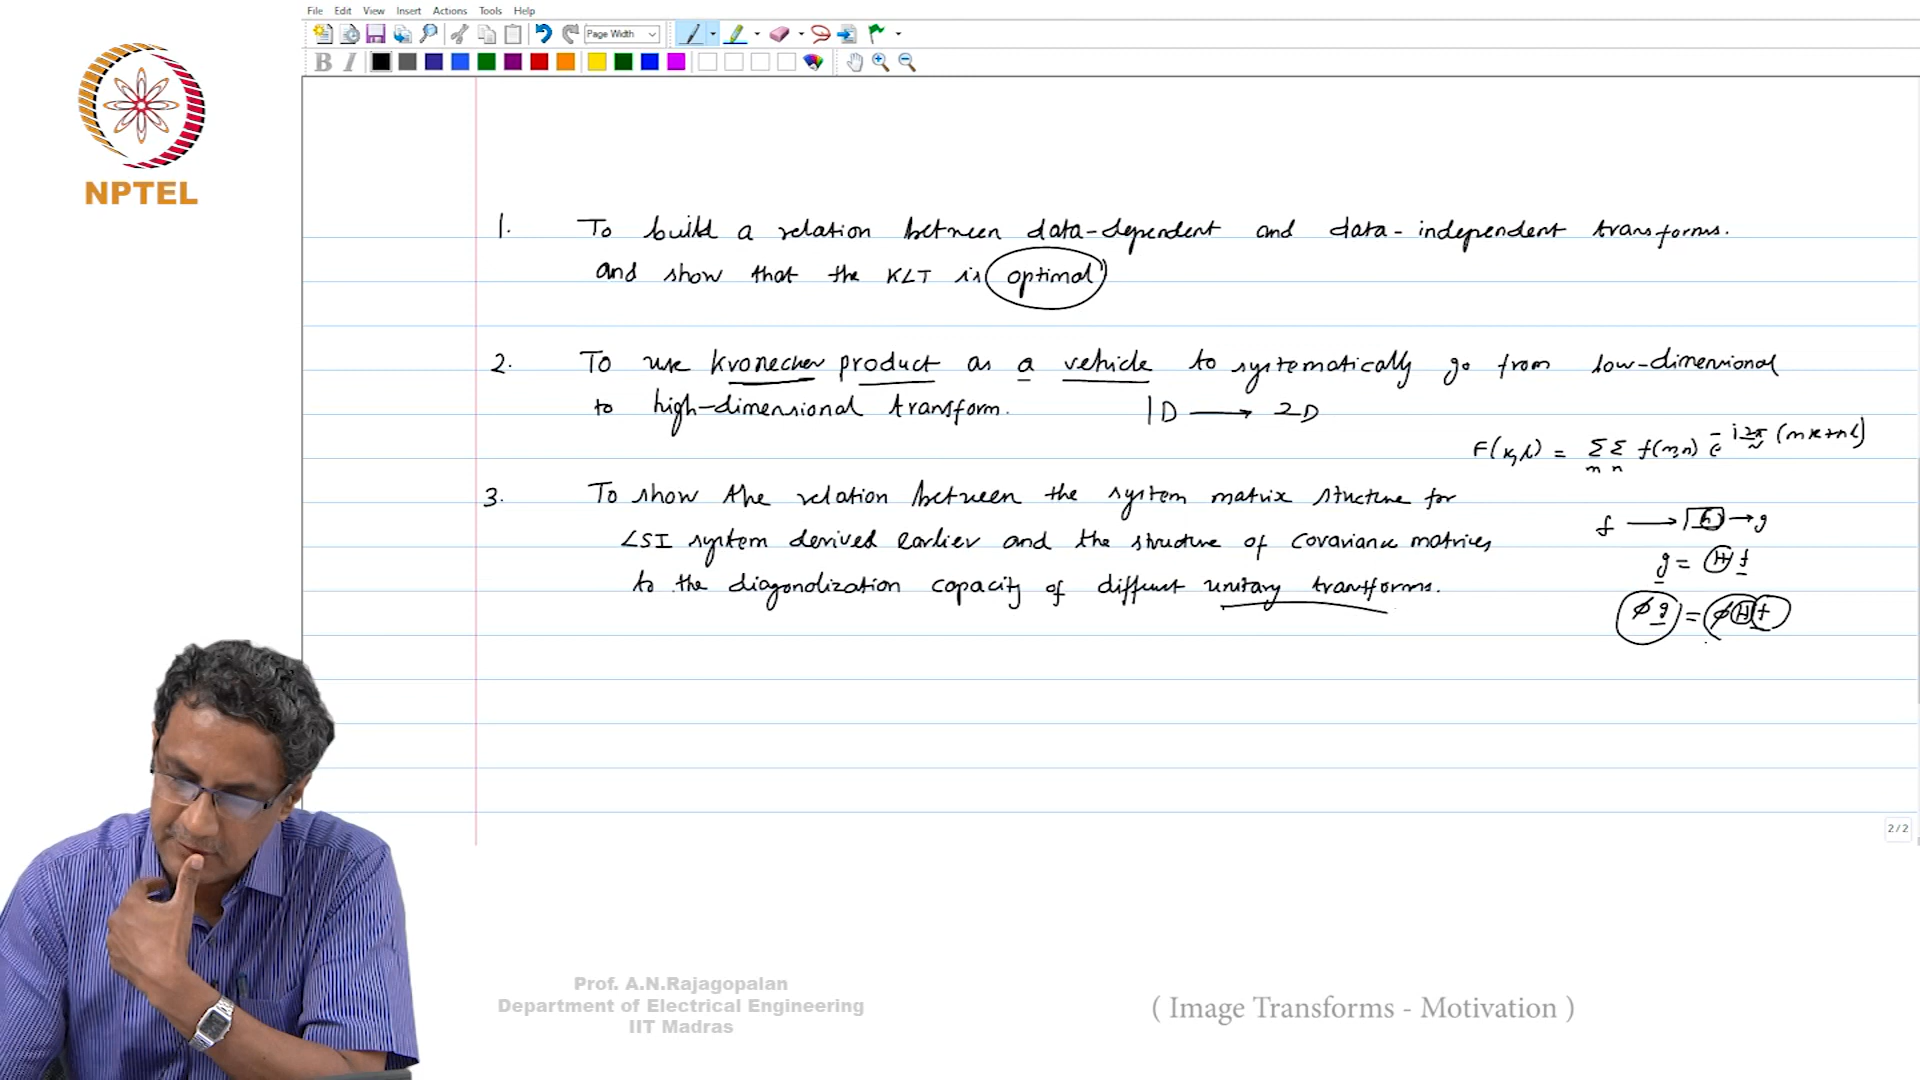 File Edit View Insert Actions Tools Help
Page Width
B I
NPTEL
1. To build a relation between data-dependent and data-independent transforms.
and show that the KLT is optimal
2. To use Kronecker product as a vehicle to systematically go from low-dimensional
to high-dimensional transform. 1D → 2D
F(k,l) = Σ Σ f(m,n) e
m n
3. To show the relation between the system matrix structure for
LSI system derived earlier and the structure of covariance matrices
to the diagonalization capacity of different unitary transforms.
f → h → g
g = H f
φ g = φ H f
2/2
Prof. A.N.Rajagopalan
Department of Electrical Engineering
IIT Madras
( Image Transforms - Motivation )